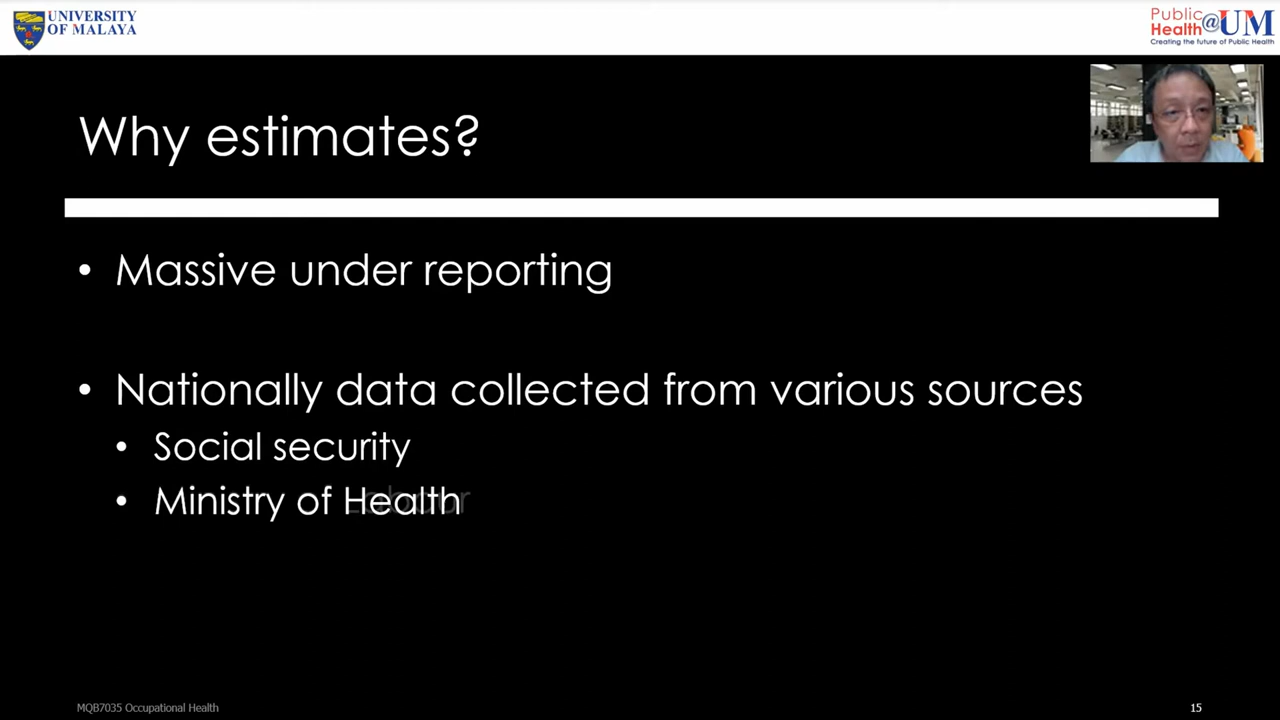 UNIVERSITY
OF MALAYA
Public
Health@UM
Creating the future of Public Health
Why estimates?
• Massive under reporting
• Nationally data collected from various sources
• Social security
• Ministry of Health
MQB7035 Occupational Health
15